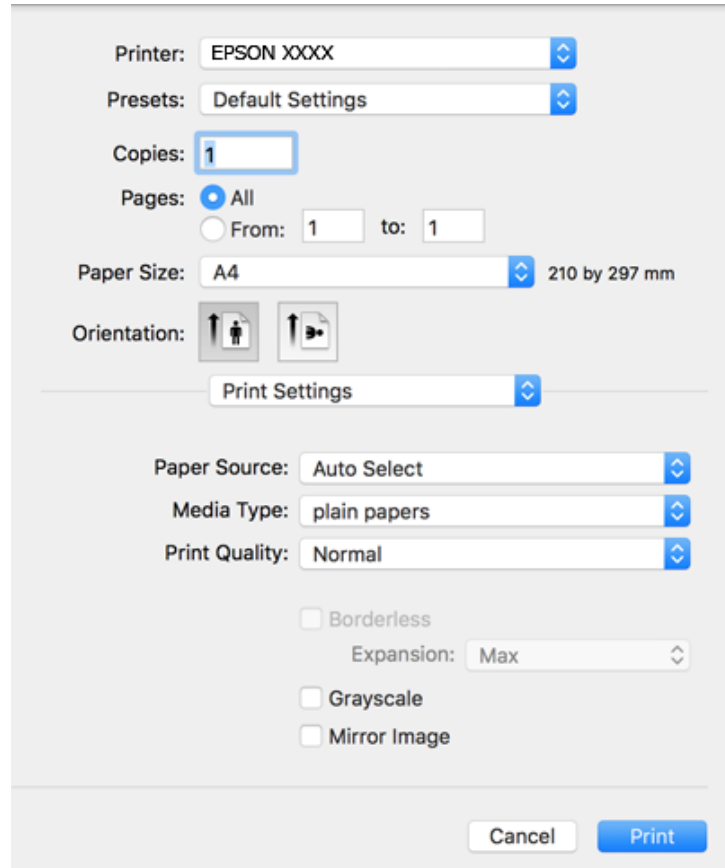 Printer: EPSON XXXX
Presets: Default Settings
Copies: 1
Pages: All
From: 1 to: 1
Paper Size: A4 210 by 297 mm
Orientation:
Print Settings
Paper Source: Auto Select
Media Type: plain papers
Print Quality: Normal
Borderless
Expansion: Max
Grayscale
Mirror Image
Cancel Print